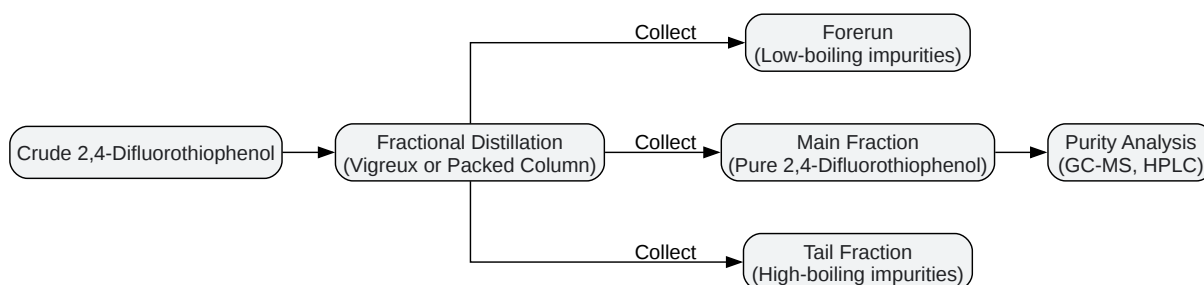 Crude 2,4-Difluorothiophenol
Fractional Distillation
(Vigreux or Packed Column)
Collect
Forerun
(Low-boiling impurities)
Collect
Main Fraction
(Pure 2,4-Difluorothiophenol)
Purity Analysis
(GC-MS, HPLC)
Collect
Tail Fraction
(High-boiling impurities)